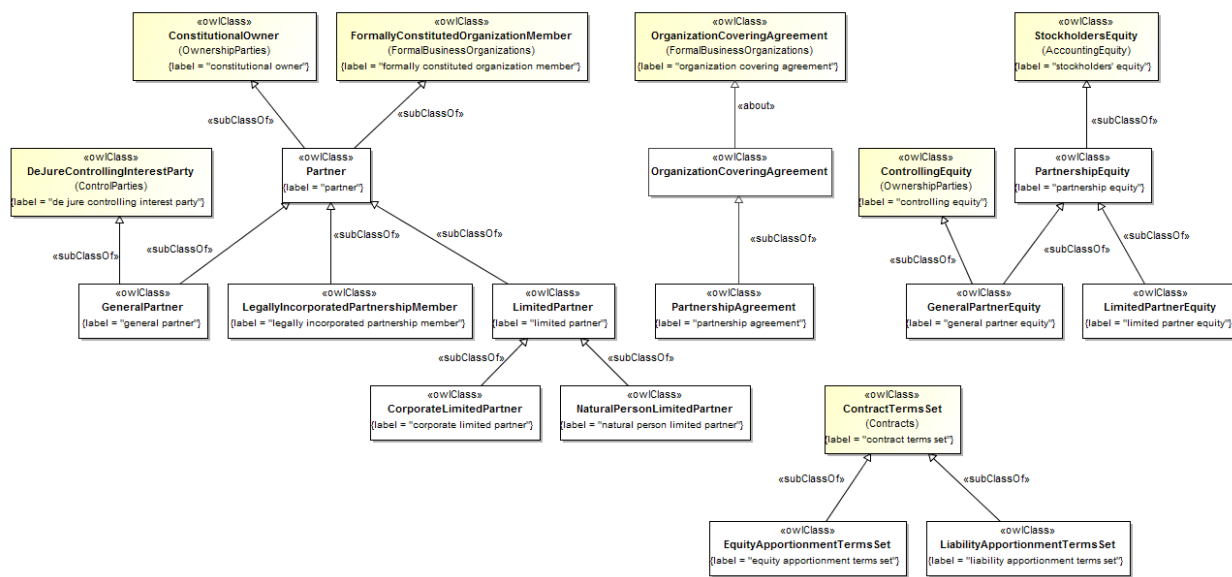 «owlClass»
ConstitutionalOwner
(OwnershipParties)
{label = "constitutional owner"}
«owlClass»
FormallyConstitutedOrganizationMember
(FormalBusinessOrganizations)
{label = "formally constituted organization member"}
«owlClass»
OrganizationCoveringAgreement
(FormalBusinessOrganizations)
{label = "organization covering agreement"}
«owlClass»
StockholdersEquity
(AccountingEquity)
{label = "stockholders' equity"}
«subClassOf»
«subClassOf»
«about»
«subClassOf»
«owlClass»
DeJureControllingInterestParty
(ControlParties)
{label = "de jure controlling interest party"}
«owlClass»
Partner
{label = "partner"}
«owlClass»
OrganizationCoveringAgreement
«owlClass»
ControllingEquity
(OwnershipParties)
{label = "controlling equity"}
«owlClass»
PartnershipEquity
{label = "partnership equity"}
«subClassOf»
«subClassOf»
«subClassOf»
«subClassOf»
«subClassOf»
«subClassOf»
«subClassOf»
«subClassOf»
«owlClass»
GeneralPartner
{label = "general partner"}
«owlClass»
LegallyIncorporatedPartnershipMember
{label = "legally incorporated partnership member"}
«owlClass»
LimitedPartner
{label = "limited partner"}
«owlClass»
PartnershipAgreement
{label = "partnership agreement"}
«owlClass»
GeneralPartnerEquity
{label = "general partner equity"}
«owlClass»
LimitedPartnerEquity
{label = "limited partner equity"}
«subClassOf»
«subClassOf»
«owlClass»
CorporateLimitedPartner
{label = "corporate limited partner"}
«owlClass»
NaturalPersonLimitedPartner
{label = "natural person limited partner"}
«owlClass»
ContractTermsSet
(Contracts)
{label = "contract terms set"}
«subClassOf»
«subClassOf»
«owlClass»
EquityApportionmentTermsSet
{label = "equity apportionment terms set"}
«owlClass»
LiabilityApportionmentTermsSet
{label = "liability apportionment terms set"}